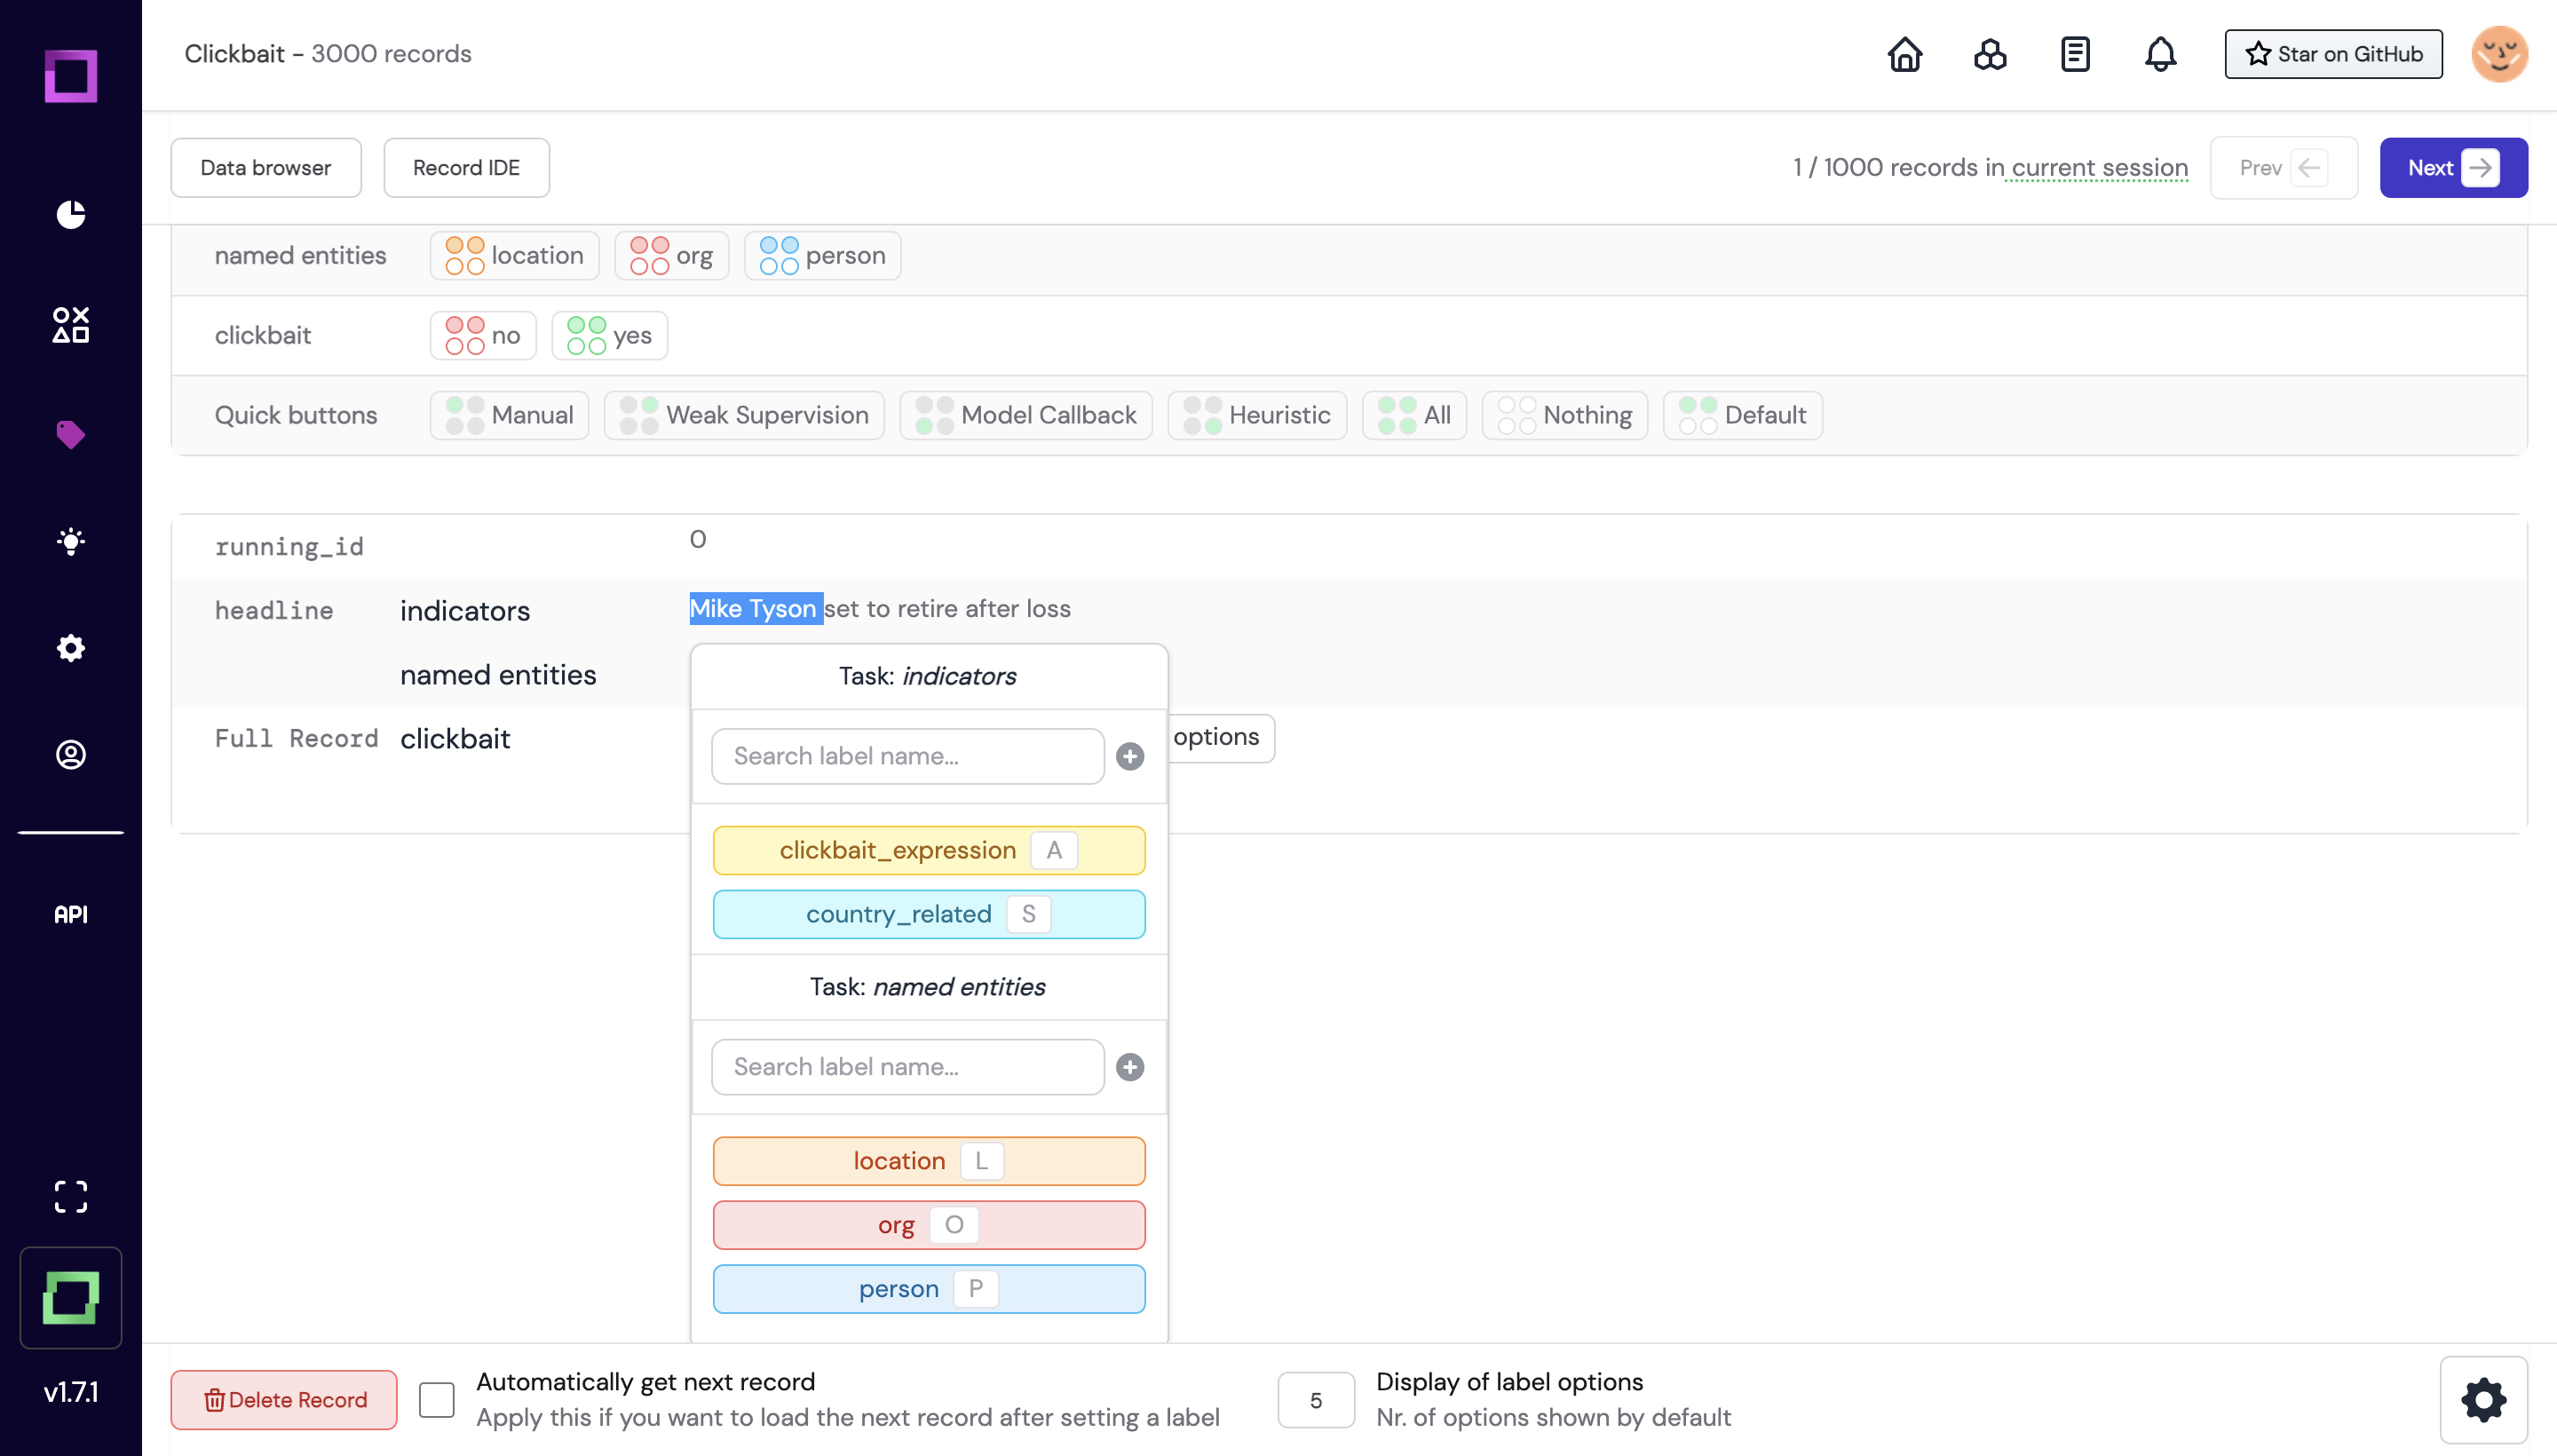 Clickbait - 3000 records
Star on GitHub
Data browser
Record IDE
1 / 1000 records in current session
Prev
Next
named entities
location
org
person
clickbait
no
yes
Quick buttons
Manual
Weak Supervision
Model Callback
Heuristic
All
Nothing
Default
running_id
0
headline
indicators
Mike Tyson set to retire after loss
named entities
Full Record
clickbait
options
Task: indicators
Search label name...
clickbait_expression A
country_related S
Task: named entities
Search label name...
location L
org O
person P
API
v1.7.1
Delete Record
Automatically get next record
Apply this if you want to load the next record after setting a label
5
Display of label options
Nr. of options shown by default